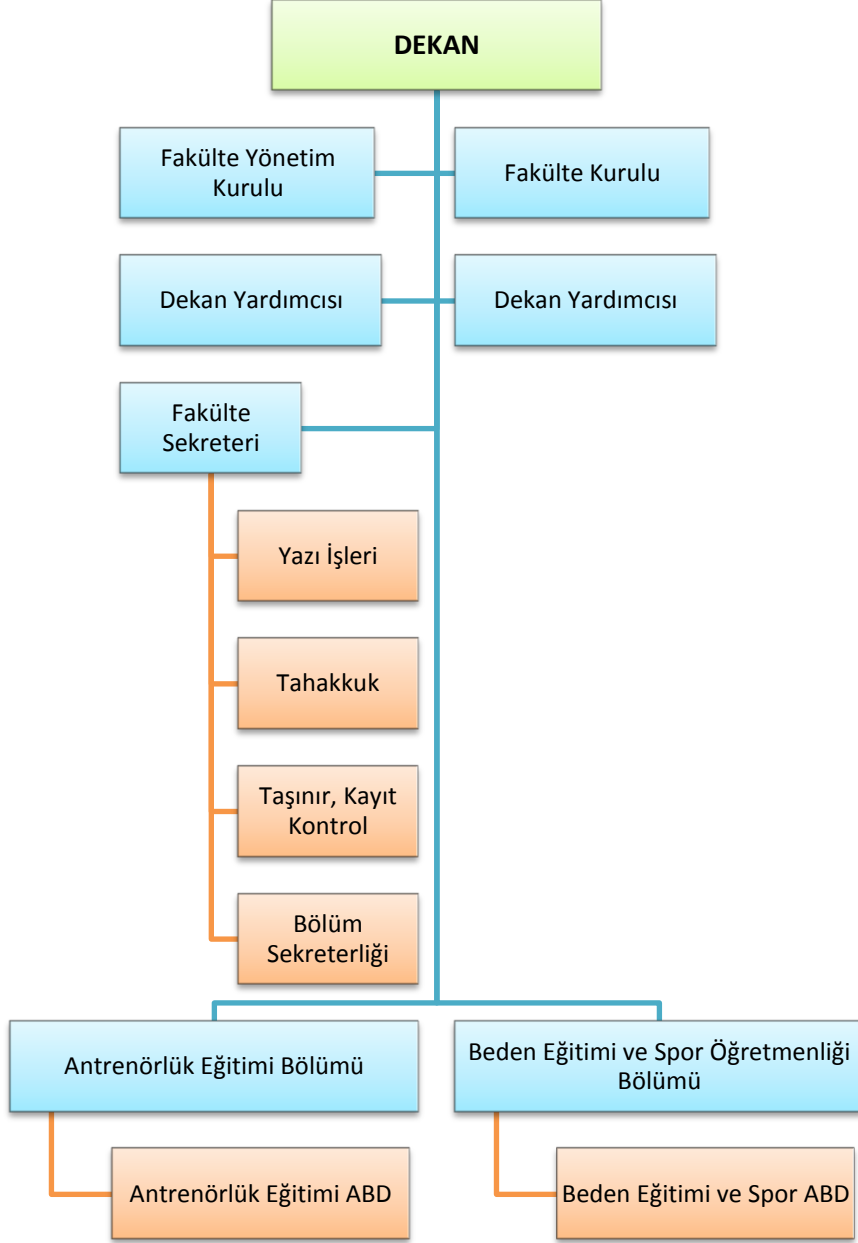 DEKAN
Fakülte Yönetim
Kurulu
Fakülte Kurulu
Dekan Yardımcısı
Dekan Yardımcısı
Fakülte
Sekreteri
Yazı İşleri
Tahakkuk
Taşınır, Kayıt
Kontrol
Bölüm
Sekreterliği
Antrenörlük Eğitimi Bölümü
Beden Eğitimi ve Spor Öğretmenliği
Bölümü
Antrenörlük Eğitimi ABD
Beden Eğitimi ve Spor ABD